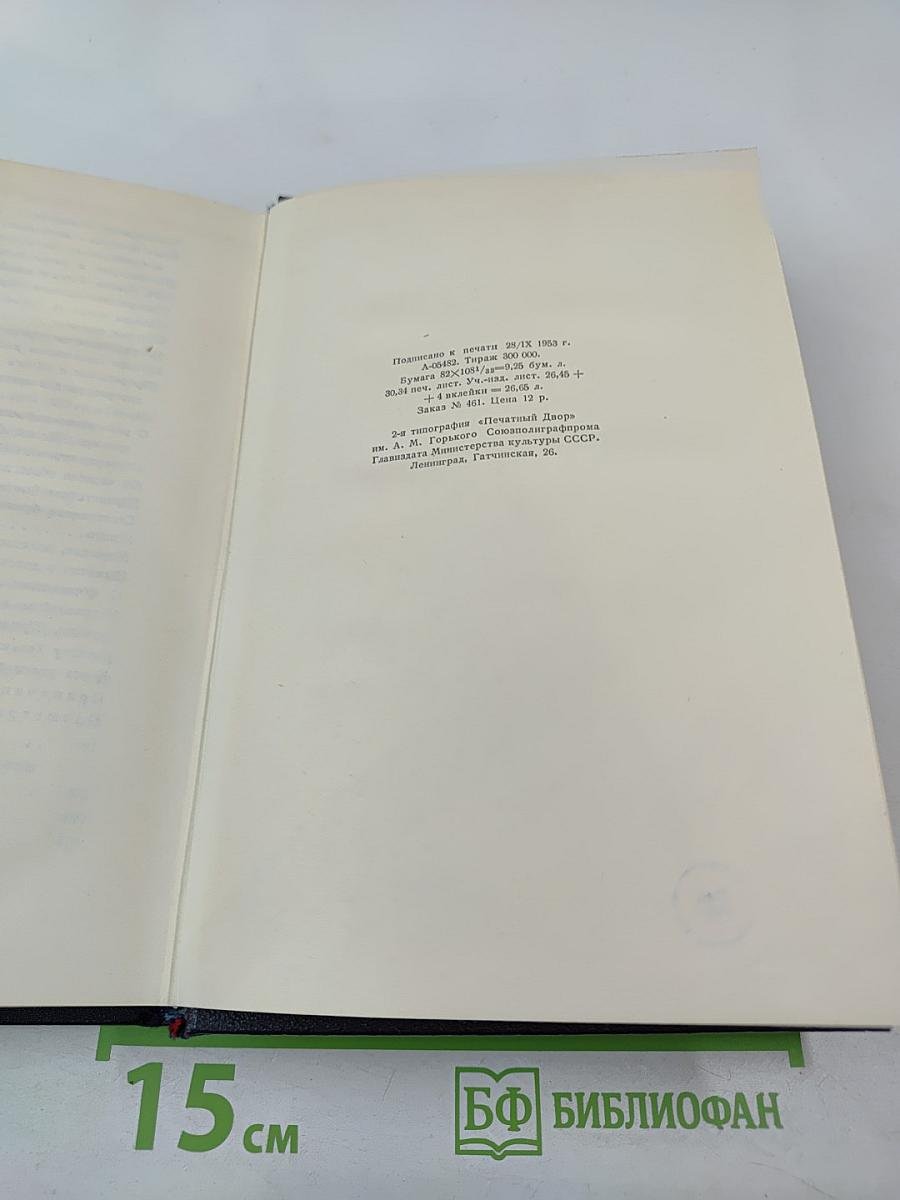 Подписано к печати 28/IX 1953 г.
А-05482. Тираж 300 000.
Бумага 82×108¹/₃₂=9,25 бум. л.
30,34 печ. лист. Уч.-изд. лист. 26,45 +
+ 4 вклейки = 26,65 л.
Заказ № 461. Цена 12 р.
2-я типография «Печатный Двор»
им. А. М. Горького Союзполиграфпрома
Главиздата Министерства культуры СССР.
Ленинград, Гатчинская, 26.
15 см
БФ БИБЛИОФАН